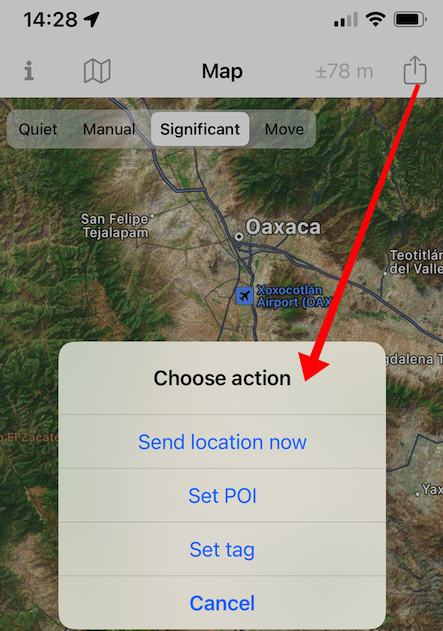 14:28
Map
±78 m
Quiet
Manual
Significant
Move
San Felipe
Tejalapam
Oaxaca
Teotitlán
del Valle
Xoxocotlán
Airport (OAX
gdalena T
o El Zacato
Yax
Choose action
Send location now
Set POI
Set tag
Cancel